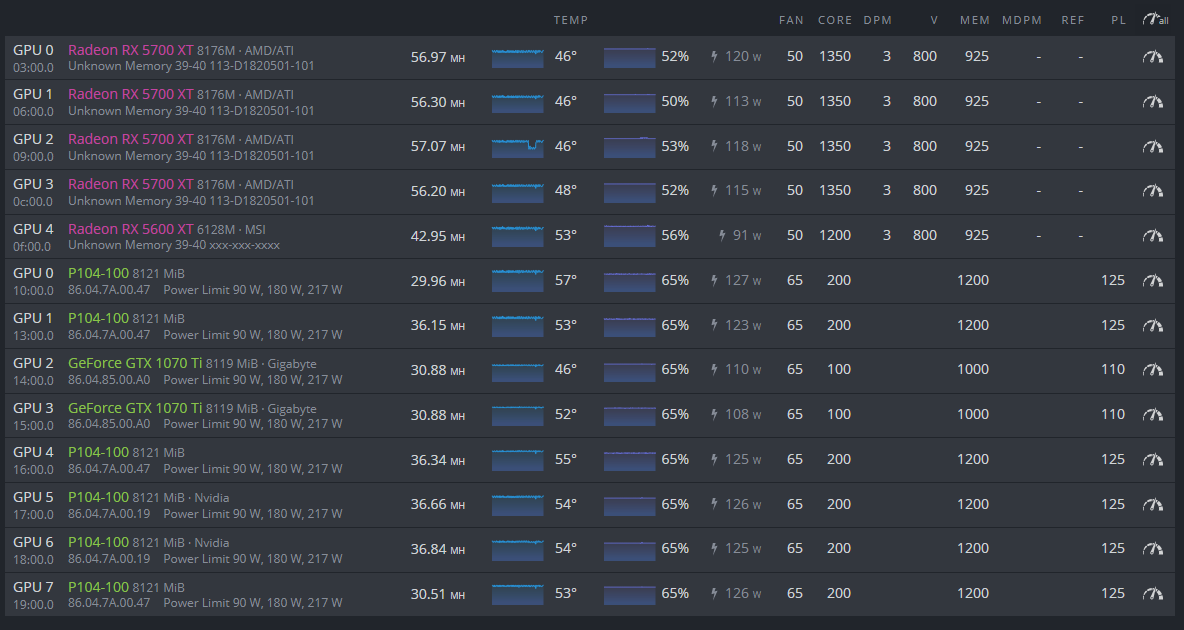 TEMP FAN CORE DPM V MEM MDPM REF PL all
GPU 0 Radeon RX 5700 XT 8176M · AMD/ATI 56.97 MH 46° 52% 120 W 50 1350 3 800 925 - -
03:00.0 Unknown Memory 39-40 113-D1820501-101
GPU 1 Radeon RX 5700 XT 8176M · AMD/ATI 56.30 MH 46° 50% 113 W 50 1350 3 800 925 - -
06:00.0 Unknown Memory 39-40 113-D1820501-101
GPU 2 Radeon RX 5700 XT 8176M · AMD/ATI 57.07 MH 46° 53% 118 W 50 1350 3 800 925 - -
09:00.0 Unknown Memory 39-40 113-D1820501-101
GPU 3 Radeon RX 5700 XT 8176M · AMD/ATI 56.20 MH 48° 52% 115 W 50 1350 3 800 925 - -
0c:00.0 Unknown Memory 39-40 113-D1820501-101
GPU 4 Radeon RX 5600 XT 6128M · MSI 42.95 MH 53° 56% 91 W 50 1200 3 800 925 - -
0f:00.0 Unknown Memory 39-40 xxx-xxx-xxxx
GPU 0 P104-100 8121 MiB 29.96 MH 57° 65% 127 W 65 200 1200 125
10:00.0 86.04.7A.00.47 Power Limit 90 W, 180 W, 217 W
GPU 1 P104-100 8121 MiB 36.15 MH 53° 65% 123 W 65 200 1200 125
13:00.0 86.04.7A.00.47 Power Limit 90 W, 180 W, 217 W
GPU 2 GeForce GTX 1070 Ti 8119 MiB · Gigabyte 30.88 MH 46° 65% 110 W 65 100 1000 110
14:00.0 86.04.85.00.A0 Power Limit 90 W, 180 W, 217 W
GPU 3 GeForce GTX 1070 Ti 8119 MiB · Gigabyte 30.88 MH 52° 65% 108 W 65 100 1000 110
15:00.0 86.04.85.00.A0 Power Limit 90 W, 180 W, 217 W
GPU 4 P104-100 8121 MiB 36.34 MH 55° 65% 125 W 65 200 1200 125
16:00.0 86.04.7A.00.47 Power Limit 90 W, 180 W, 217 W
GPU 5 P104-100 8121 MiB · Nvidia 36.66 MH 54° 65% 126 W 65 200 1200 125
17:00.0 86.04.7A.00.19 Power Limit 90 W, 180 W, 217 W
GPU 6 P104-100 8121 MiB · Nvidia 36.84 MH 54° 65% 125 W 65 200 1200 125
18:00.0 86.04.7A.00.19 Power Limit 90 W, 180 W, 217 W
GPU 7 P104-100 8121 MiB 30.51 MH 53° 65% 126 W 65 200 1200 125
19:00.0 86.04.7A.00.47 Power Limit 90 W, 180 W, 217 W